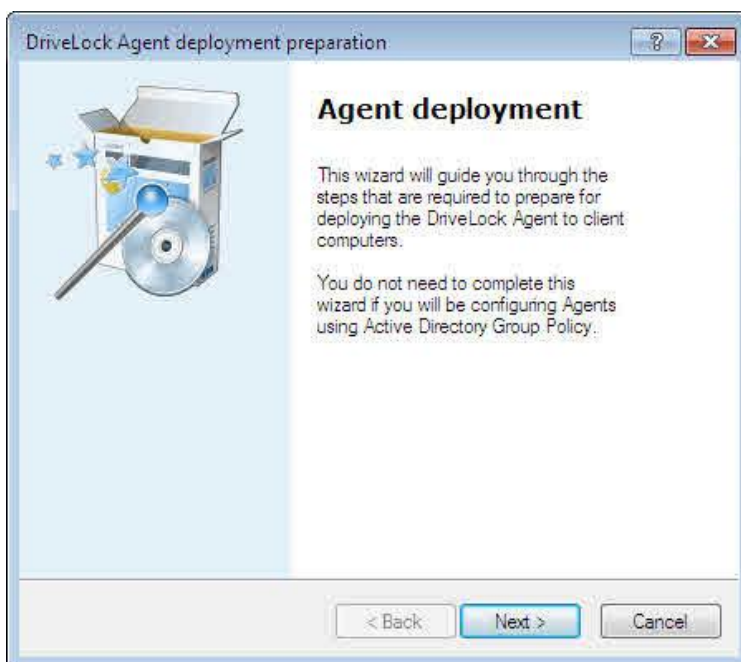 DriveLock Agent deployment preparation
Agent deployment
This wizard will guide you through the
steps that are required to prepare for
deploying the DriveLock Agent to client
computers.
You do not need to complete this
wizard if you will be configuring Agents
using Active Directory Group Policy.
< Back Next > Cancel